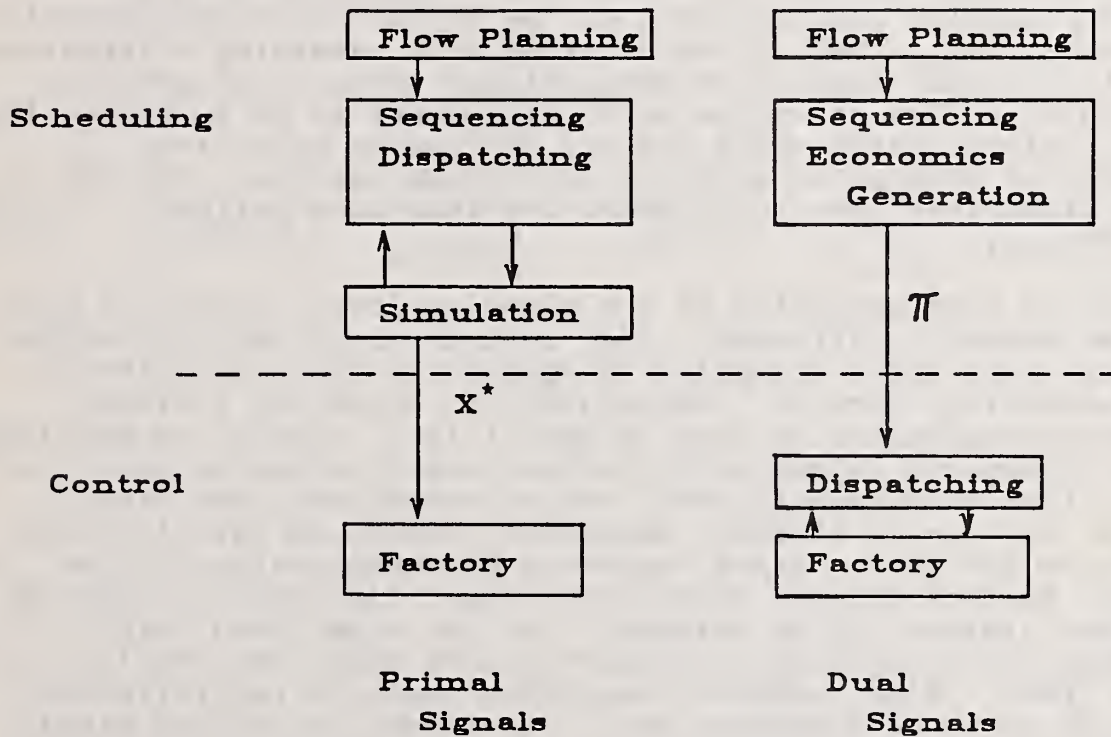 Flow Planning
Flow Planning
Scheduling
Sequencing
Dispatching
Sequencing
Economics
Generation
Simulation
π
X*
Control
Dispatching
Factory
Factory
Primal
Signals
Dual
Signals